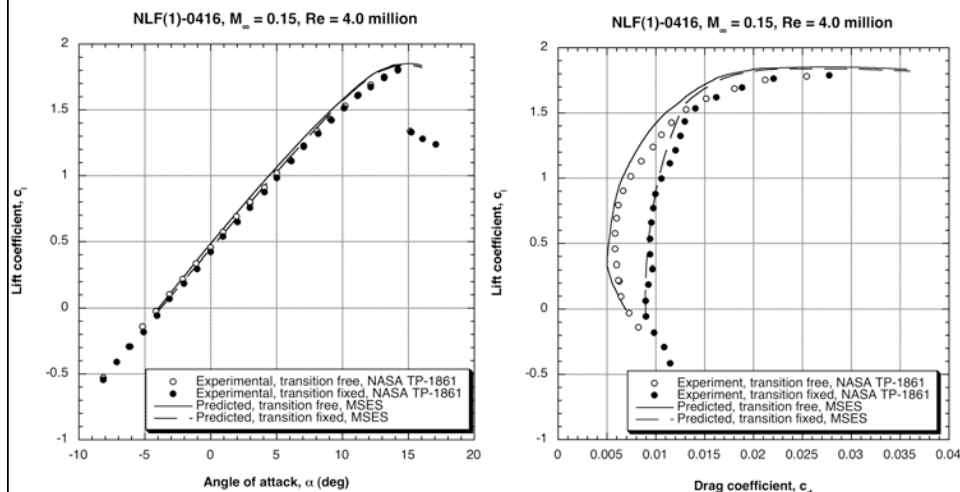 NLF(1)-0416, M∞ = 0.15, Re = 4.0 million
2
1.5
1
0.5
0
-0.5
-1
Lift coefficient, cl
Experimental, transition free, NASA TP-1861
Experimental, transition fixed, NASA TP-1861
Predicted, transition free, MSES
Predicted, transition fixed, MSES
-10 -5 0 5 10 15 20
Angle of attack, α (deg)
NLF(1)-0416, M∞ = 0.15, Re = 4.0 million
2
1.5
1
0.5
0
-0.5
-1
Lift coefficient, cl
Experiment, transition free, NASA TP-1861
Experiment, transition fixed, NASA TP-1861
Predicted, transition free, MSES
Predicted, transition fixed, MSES
0 0.005 0.01 0.015 0.02 0.025 0.03 0.035 0.04
Drag coefficient, cd